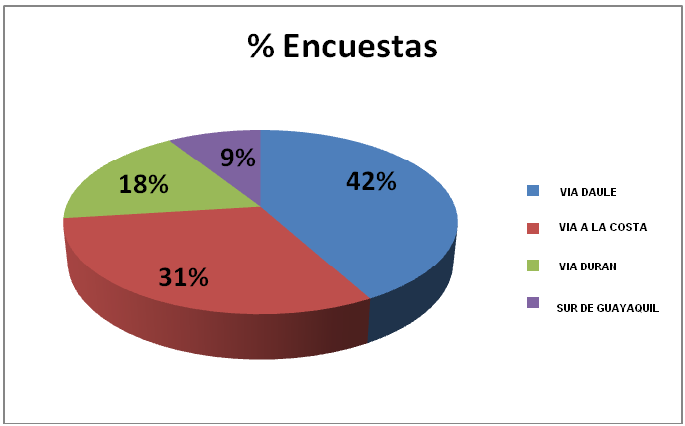 % Encuestas
9%
42%
18%
31%
VIA DAULE
VIA A LA COSTA
VIA DURAN
SUR DE GUAYAQUIL